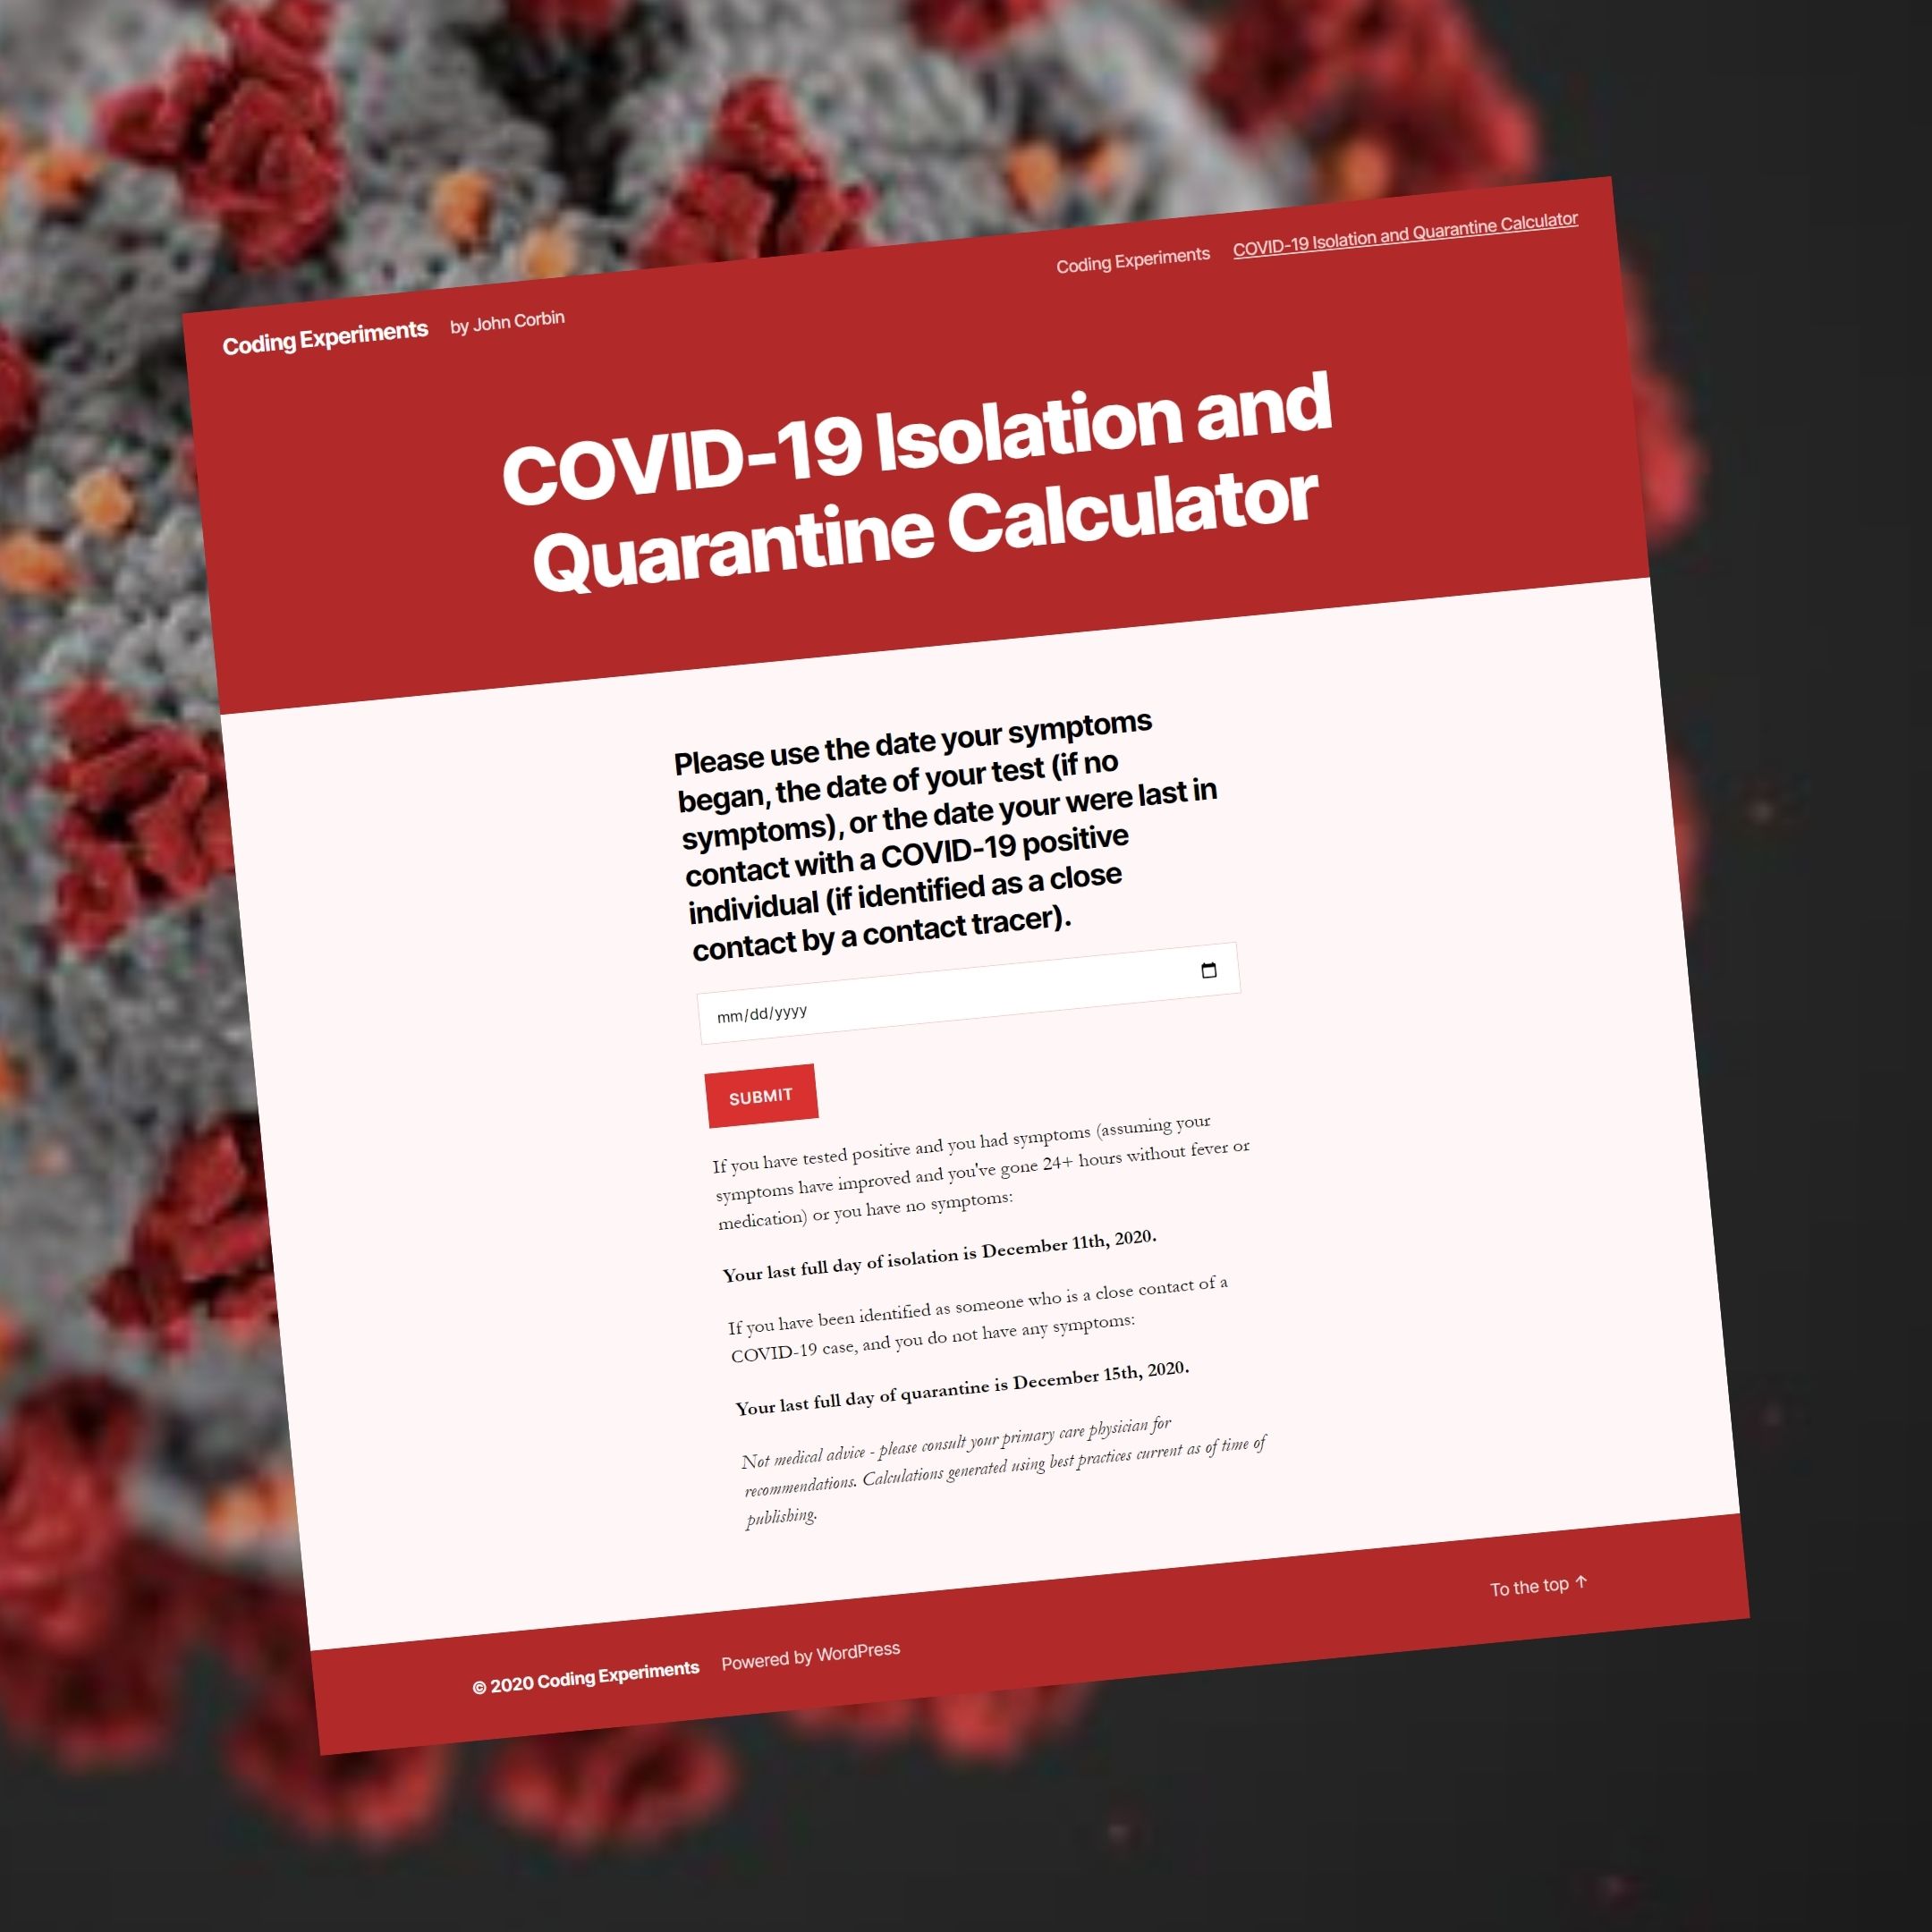 Coding Experiments by John Corbin
Coding Experiments COVID-19 Isolation and Quarantine Calculator
COVID-19 Isolation and
Quarantine Calculator
Please use the date your symptoms
began, the date of your test (if no
symptoms), or the date your were last in
contact with a COVID-19 positive
individual (if identified as a close
contact by a contact tracer).
mm/dd/yyyy
SUBMIT
If you have tested positive and you had symptoms (assuming your
symptoms have improved and you've gone 24+ hours without fever or
medication) or you have no symptoms:
Your last full day of isolation is December 11th, 2020.
If you have been identified as someone who is a close contact of a
COVID-19 case, and you do not have any symptoms:
Your last full day of quarantine is December 15th, 2020.
Not medical advice - please consult your primary care physician for
recommendations. Calculations generated using best practices current as of time of
publishing.
© 2020 Coding Experiments Powered by WordPress
To the top ↑